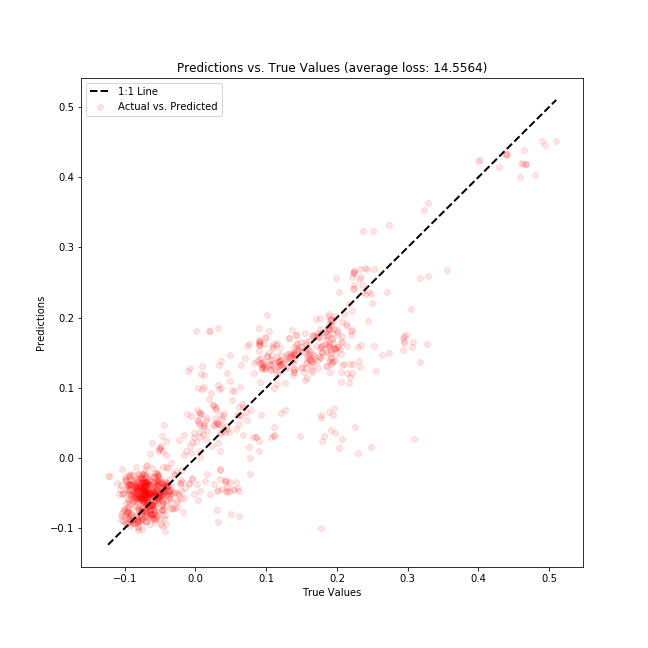 Predictions vs. True Values (average loss: 14.5564)
1:1 Line
Actual vs. Predicted
0.5
0.4
0.3
0.2
0.1
0.0
−0.1
Predictions
−0.1
0.0
0.1
0.2
0.3
0.4
0.5
True Values